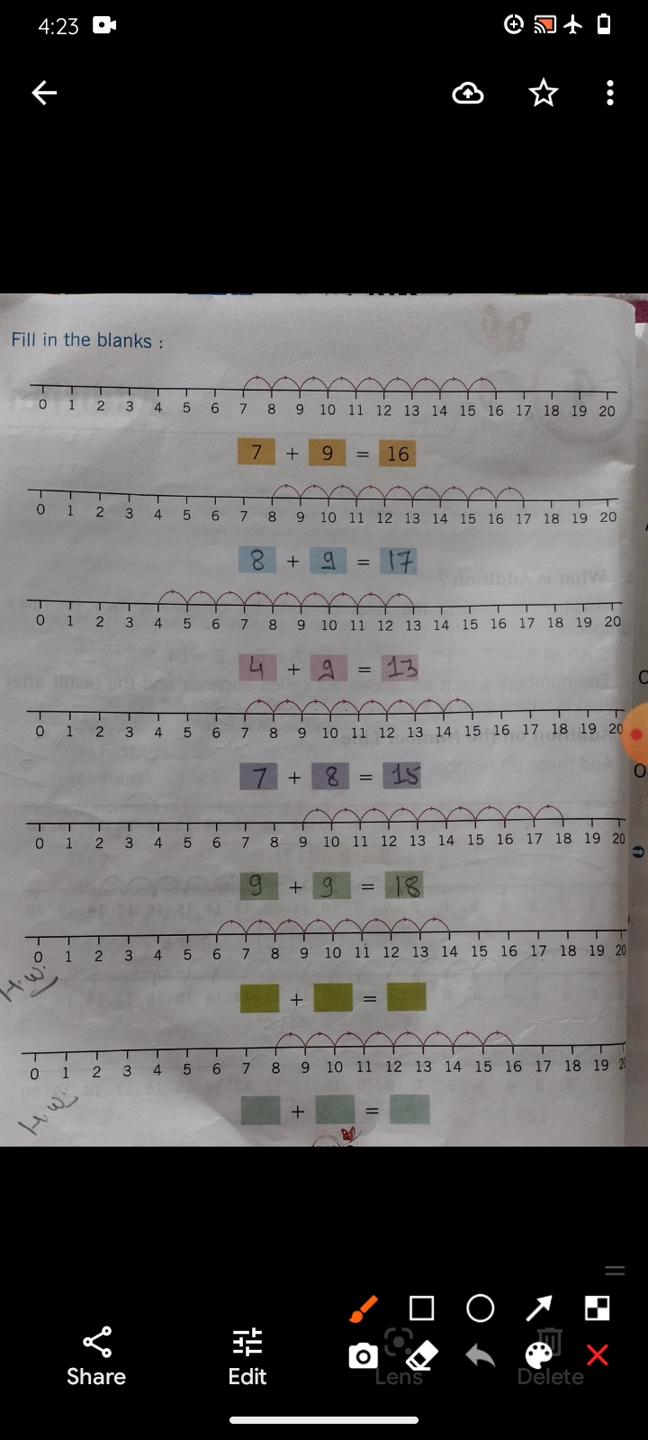 4:23
Fill in the blanks :
0 1 2 3 4 5 6 7 8 9 10 11 12 13 14 15 16 17 18 19 20
7 + 9 = 16
0 1 2 3 4 5 6 7 8 9 10 11 12 13 14 15 16 17 18 19 20
8 + 9 = 17
0 1 2 3 4 5 6 7 8 9 10 11 12 13 14 15 16 17 18 19 20
4 + 9 = 13
0 1 2 3 4 5 6 7 8 9 10 11 12 13 14 15 16 17 18 19 20
7 + 8 = 15
0 1 2 3 4 5 6 7 8 9 10 11 12 13 14 15 16 17 18 19 20
9 + 9 = 18
0 1 2 3 4 5 6 7 8 9 10 11 12 13 14 15 16 17 18 19 20
H.W.
+ =
0 1 2 3 4 5 6 7 8 9 10 11 12 13 14 15 16 17 18 19
H.W.
+ =
Share Edit Lens Delete